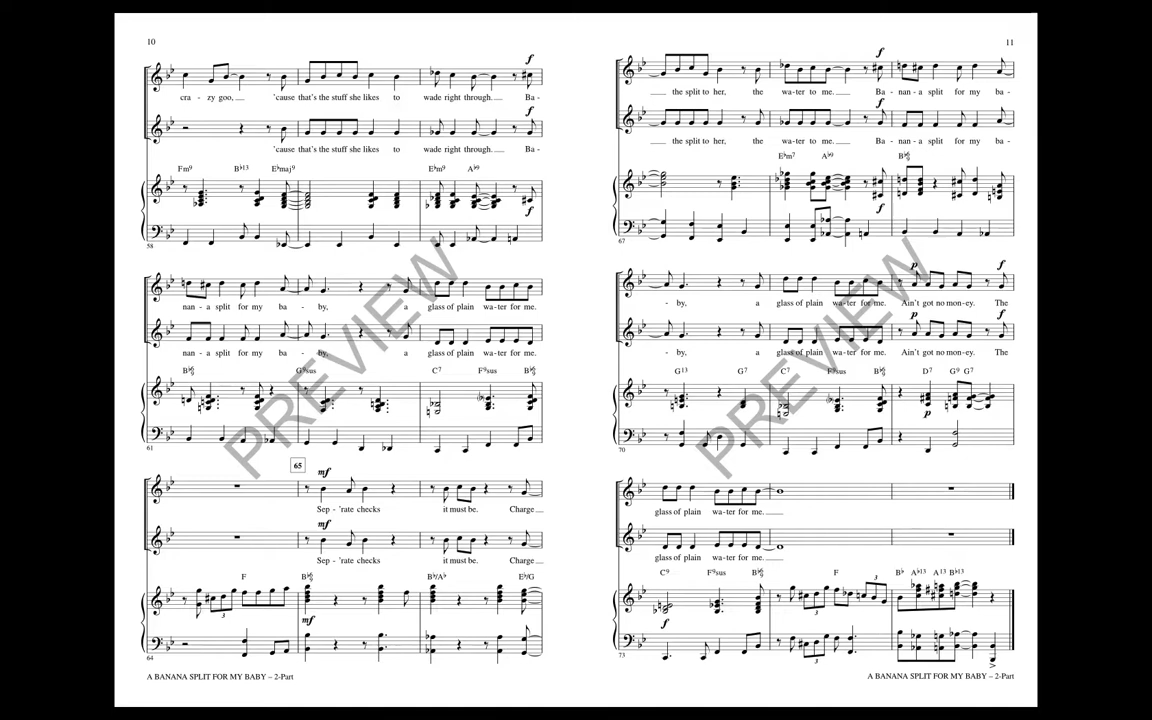 10
f
cra - zy goo, 'cause that's the stuff she likes to wade right through. Ba -
f
'cause that's the stuff she likes to wade right through. Ba -
Fm9 B♭13 E♭maj9 E♭m9 A♭9
f
58
nan - a split for my ba - by, a glass of plain wa - ter for me.
nan - a split for my ba - by, a glass of plain wa - ter for me.
B♭6/9 G9sus C7 F9sus B♭6/9
61
65
mf
Sep - 'rate checks it must be. Charge
mf
Sep - 'rate checks it must be. Charge
F B♭6/9 B♭/A♭ E♭/G
3
mf
64
A BANANA SPLIT FOR MY BABY – 2-Part
11
f
the split to her, the wa - ter to me. Ba - nan - a split for my ba -
f
the split to her, the wa - ter to me. Ba - nan - a split for my ba -
E♭m7 A♭9 B♭6/9
f
67
p f
- by, a glass of plain wa - ter for me. Ain't got no mon - ey. The
p f
- by, a glass of plain wa - ter for me. Ain't got no mon - ey. The
G13 G7 C7 F9sus B♭6/9 D7 G9 G7
p
70
glass of plain wa - ter for me.
glass of plain wa - ter for me.
C9 F9sus B♭6/9 F B♭ A♭13 A13 B♭13
3 3
f
3
73
A BANANA SPLIT FOR MY BABY – 2-Part
PREVIEW
PREVIEW